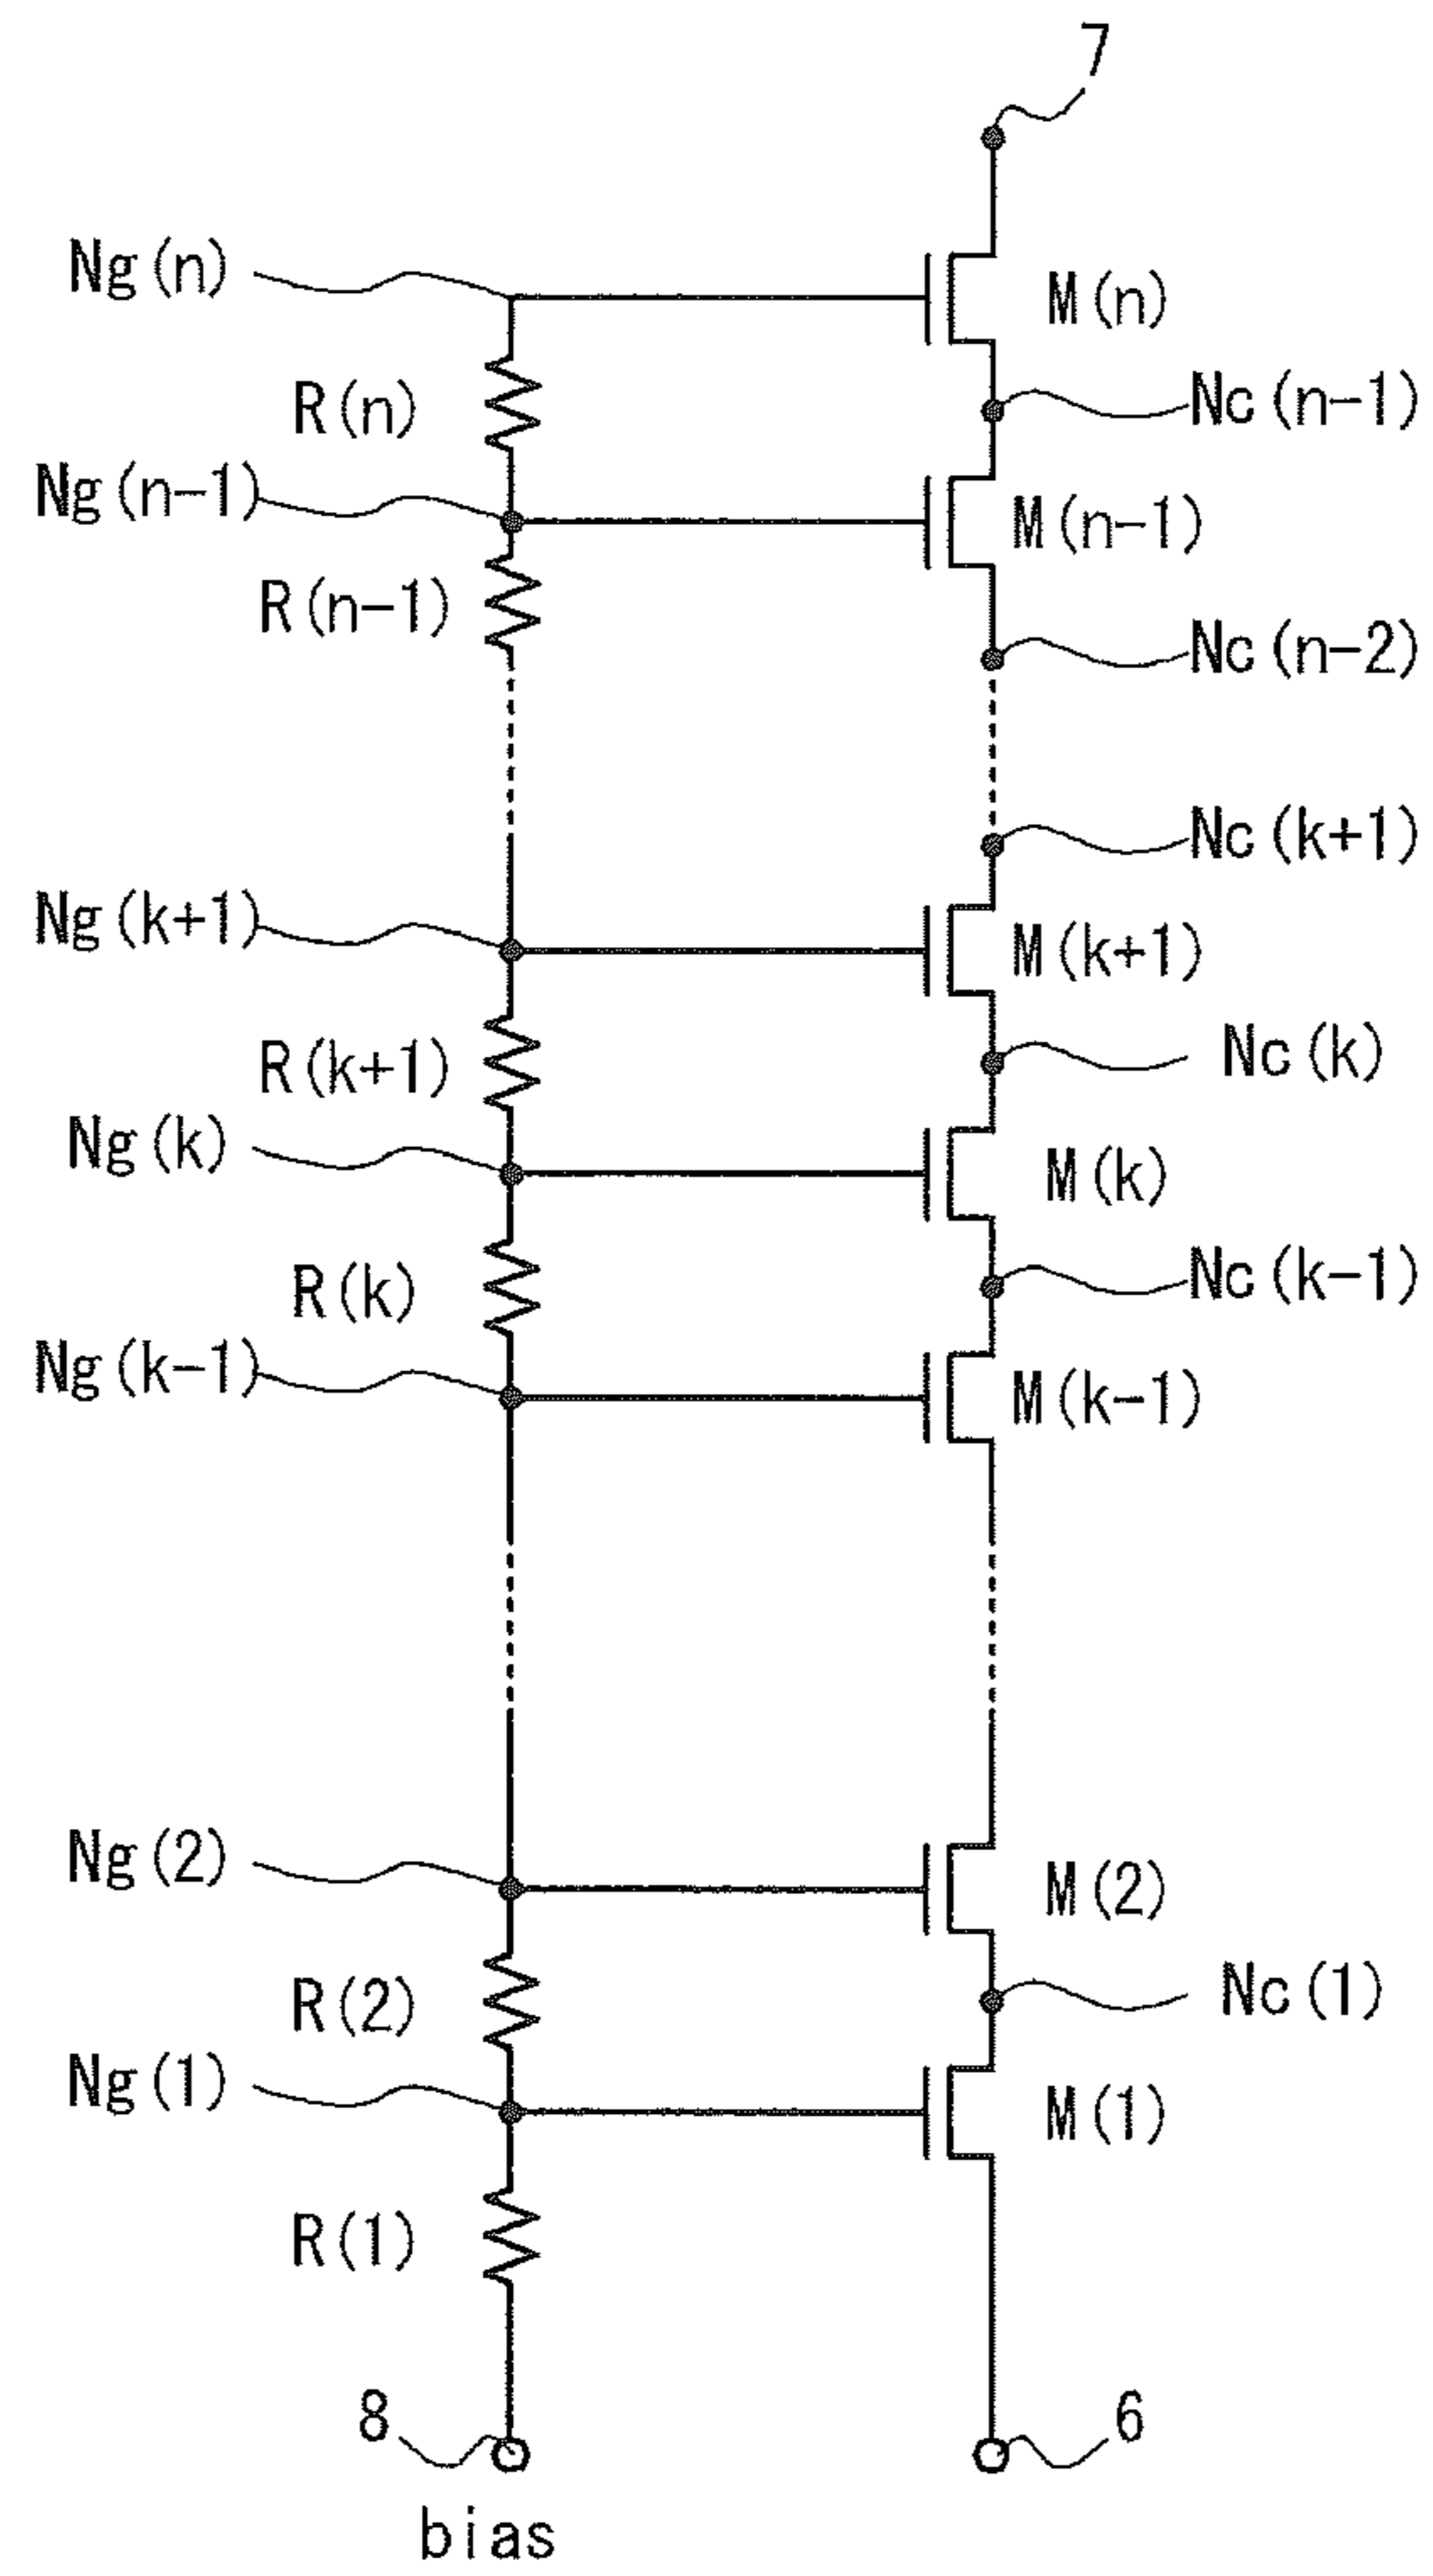 7
Ng(n)
M(n)
R(n)
Nc(n-1)
Ng(n-1)
M(n-1)
R(n-1)
Nc(n-2)
Nc(k+1)
Ng(k+1)
M(k+1)
R(k+1)
Nc(k)
Ng(k)
M(k)
R(k)
Nc(k-1)
Ng(k-1)
M(k-1)
Ng(2)
M(2)
R(2)
Nc(1)
Ng(1)
M(1)
R(1)
8
6
bias